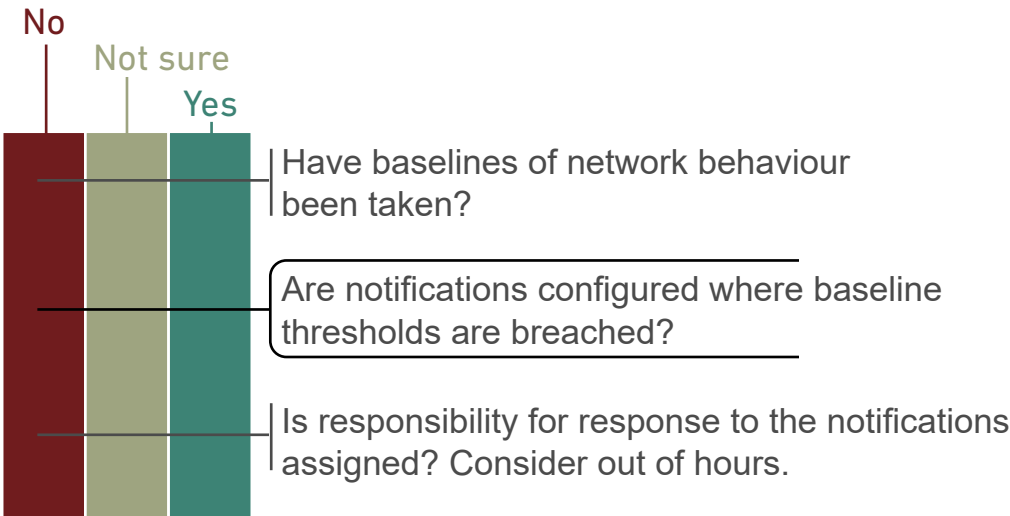 No
Not sure
Yes
Have baselines of network behaviour
been taken?
Are notifications configured where baseline
thresholds are breached?
Is responsibility for response to the notifications
assigned? Consider out of hours.